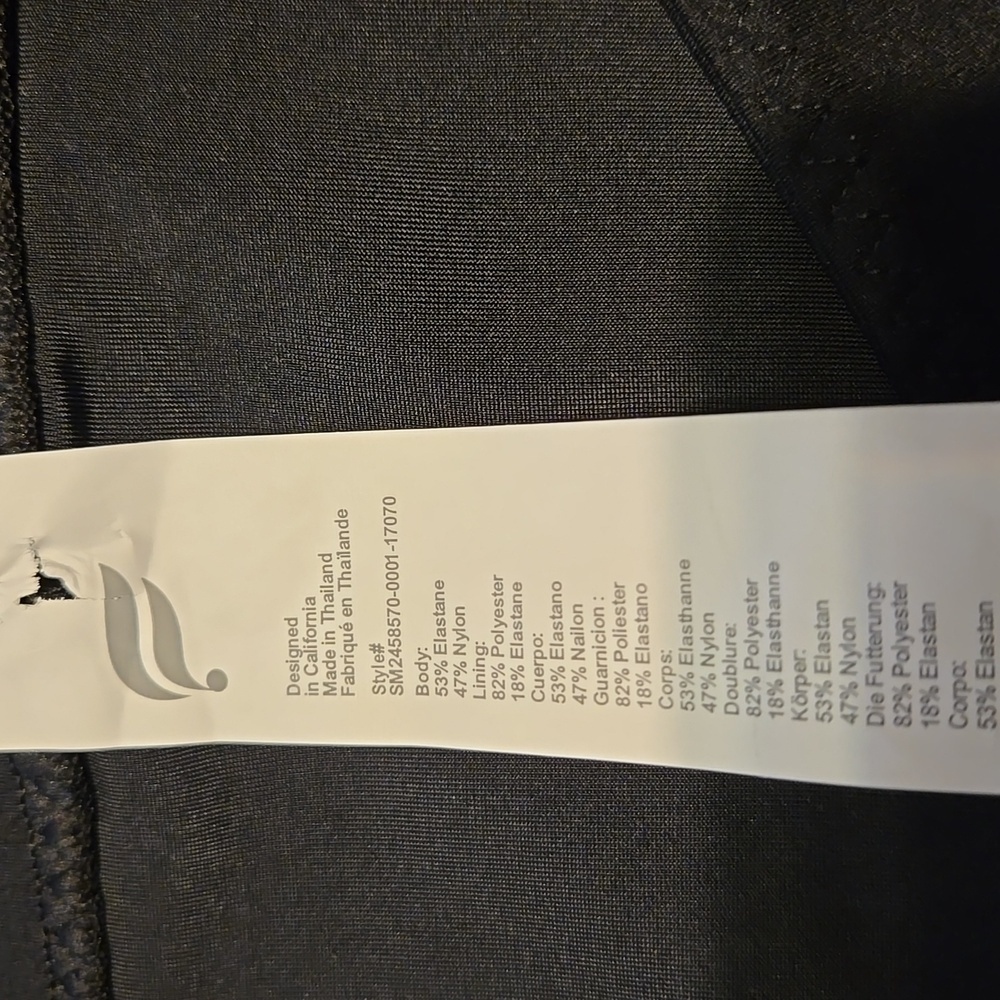 Designed
in California
Made in Thailand
Fabriqué en Thaïlande
Style#
SM2458570-0001-17070
Body:
53% Elastane
47% Nylon
Lining:
82% Polyester
18% Elastane
Cuerpo:
53% Elastano
47% Nailon
Guarnicion :
82% Poliester
18% Elastano
Corps:
53% Elasthanne
47% Nylon
Doublure:
82% Polyester
18% Elasthanne
Körper:
53% Elastan
47% Nylon
Die Futterung:
82% Polyester
18% Elastan
Corpo:
53% Elastan